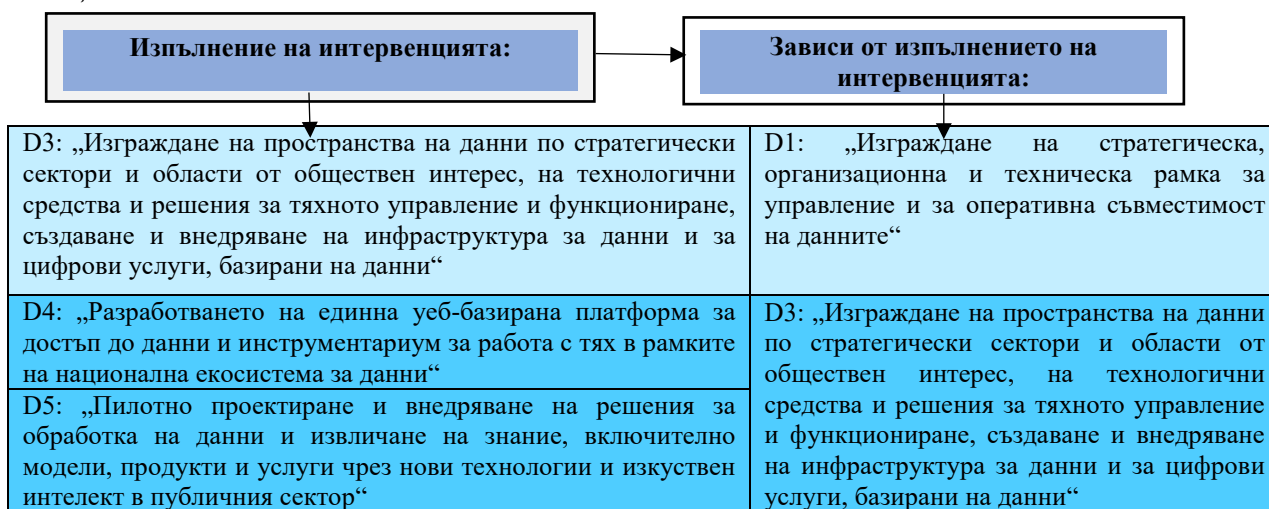 Изпълнение на интервенцията:
Зависи от изпълнението на
интервенцията:
D3: „Изграждане на пространства на данни по стратегически
сектори и области от обществен интерес, на технологични
средства и решения за тяхното управление и функциониране,
създаване и внедряване на инфраструктура за данни и за
цифрови услуги, базирани на данни“
D1: „Изграждане на стратегическа,
организационна и техническа рамка за
управление и за оперативна съвместимост
на данните“
D4: „Разработването на единна уеб-базирана платформа за
достъп до данни и инструментариум за работа с тях в рамките
на национална екосистема за данни“
D5: „Пилотно проектиране и внедряване на решения за
обработка на данни и извличане на знание, включително
модели, продукти и услуги чрез нови технологии и изкуствен
интелект в публичния сектор“
D3: „Изграждане на пространства на данни
по стратегически сектори и области от
обществен интерес, на технологични
средства и решения за тяхното управление
и функциониране, създаване и внедряване
на инфраструктура за данни и за цифрови
услуги, базирани на данни“